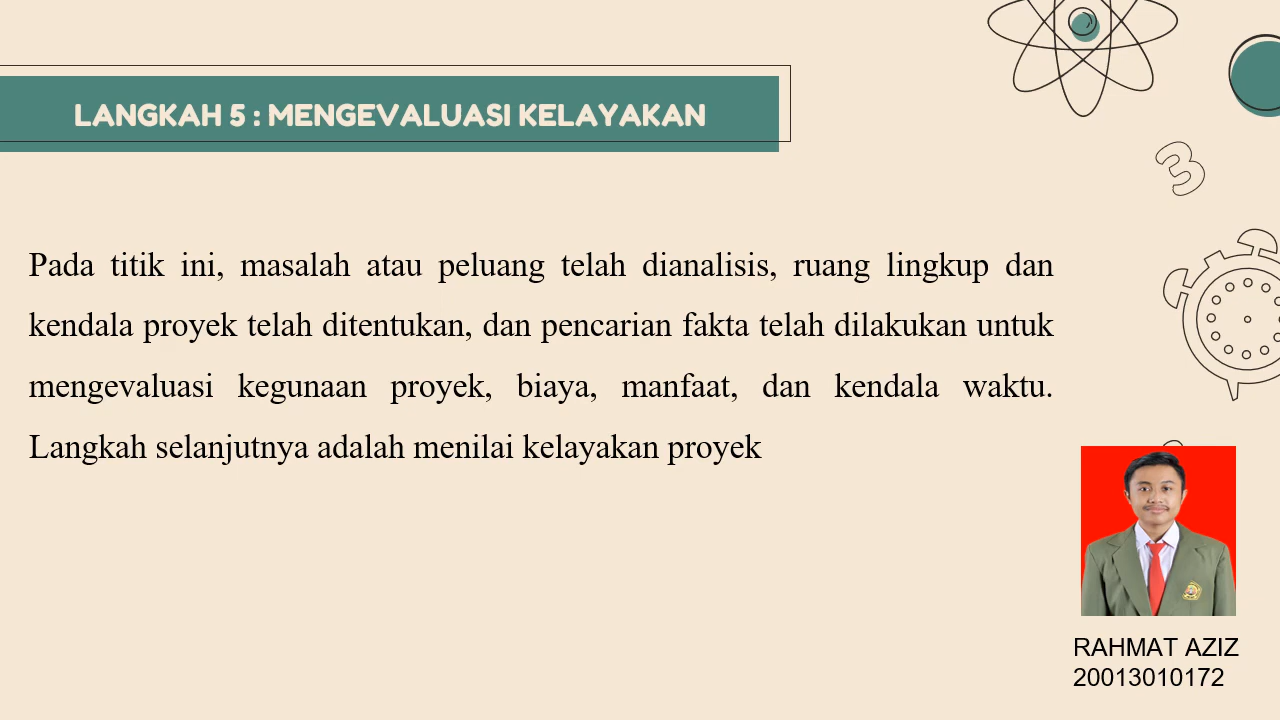 LANGKAH 5 : MENGEVALUASI KELAYAKAN
3
Pada titik ini, masalah atau peluang telah dianalisis, ruang lingkup dan
kendala proyek telah ditentukan, dan pencarian fakta telah dilakukan untuk
mengevaluasi kegunaan proyek, biaya, manfaat, dan kendala waktu.
Langkah selanjutnya adalah menilai kelayakan proyek
RAHMAT AZIZ
20013010172